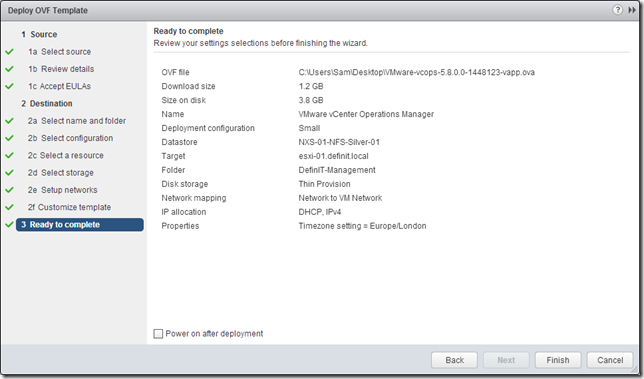 Deploy OVF Template
?
1 Source
1a Select source
1b Review details
1c Accept EULAs
2 Destination
2a Select name and folder
2b Select configuration
2c Select a resource
2d Select storage
2e Setup networks
2f Customize template
3 Ready to complete
Ready to complete
Review your settings selections before finishing the wizard.
OVF file C:\Users\Sam\Desktop\VMware-vcops-5.8.0.0-1448123-vapp.ova
Download size 1.2 GB
Size on disk 3.8 GB
Name VMware vCenter Operations Manager
Deployment configuration Small
Datastore NXS-01-NFS-Silver-01
Target esxi-01.definit.local
Folder DefinIT-Management
Disk storage Thin Provision
Network mapping Network to VM Network
IP allocation DHCP, IPv4
Properties Timezone setting = Europe/London
Power on after deployment
Back Next Finish Cancel